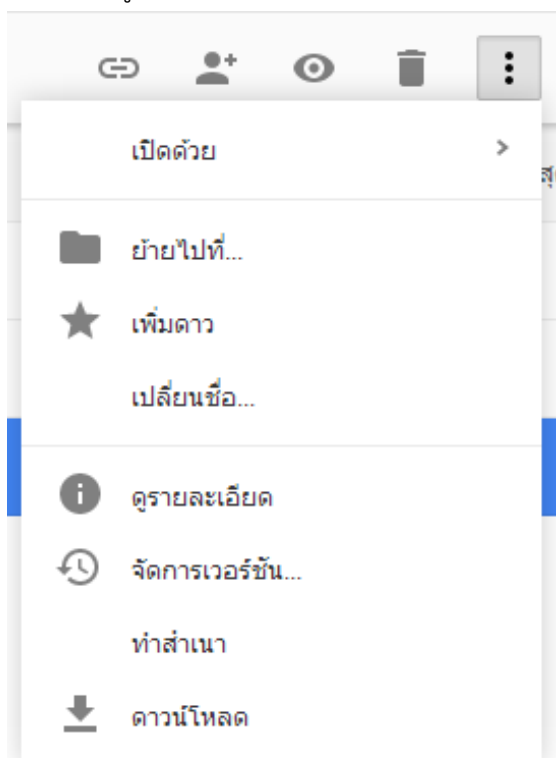 เปิดด้วย
ย้ายไปที่...
เพิ่มดาว
เปลี่ยนชื่อ...
ดูรายละเอียด
จัดการเวอร์ชัน...
ทำสำเนา
ดาวน์โหลด